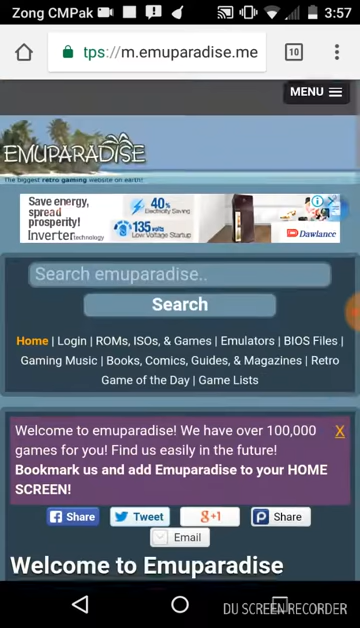 Zong CMPak 3:57
tps://m.emuparadise.me 10
MENU
EMUPARADISE
The biggest retro gaming website on earth!
Save energy,
spread
prosperity!
Inverter technology
40%
Electricity Saving
135 volts
Low Voltage Startup
Dawlance
Search emuparadise..
Search
Home | Login | ROMs, ISOs, & Games | Emulators | BIOS Files |
Gaming Music | Books, Comics, Guides, & Magazines | Retro
Game of the Day | Game Lists
Welcome to emuparadise! We have over 100,000 X
games for you! Find us easily in the future!
Bookmark us and add Emuparadise to your HOME
SCREEN!
Share Tweet g+1 Share
Email
Welcome to Emuparadise
DU SCREEN RECORDER